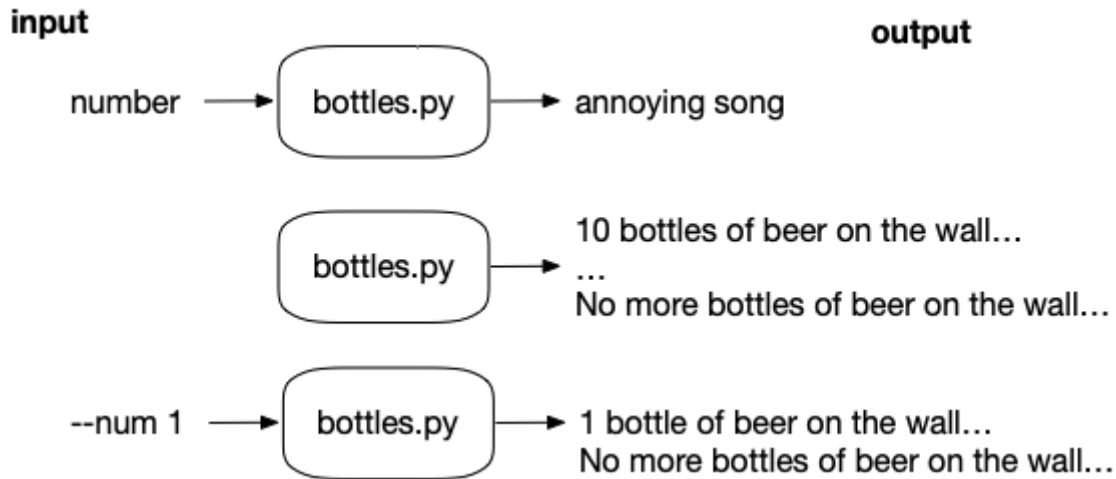 input
output
number
bottles.py
annoying song
bottles.py
10 bottles of beer on the wall…
…
No more bottles of beer on the wall…
--num 1
bottles.py
1 bottle of beer on the wall…
No more bottles of beer on the wall…